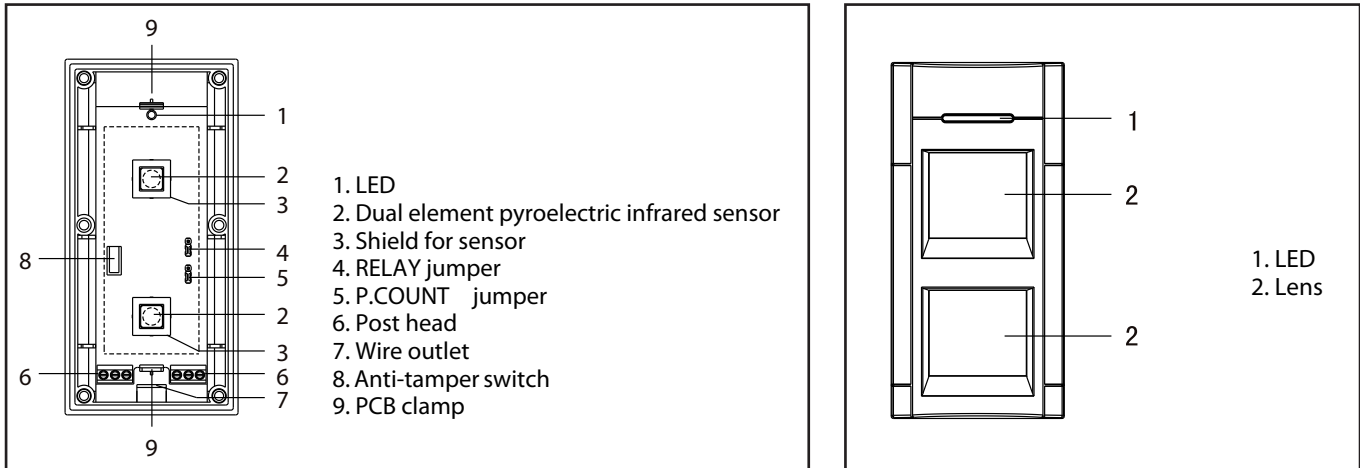 9
1
2
3
4
5
2
3
8
6
6
7
9
1. LED
2. Dual element pyroelectric infrared sensor
3. Shield for sensor
4. RELAY jumper
5. P.COUNT jumper
6. Post head
7. Wire outlet
8. Anti-tamper switch
9. PCB clamp
1
2
2
1. LED
2. Lens